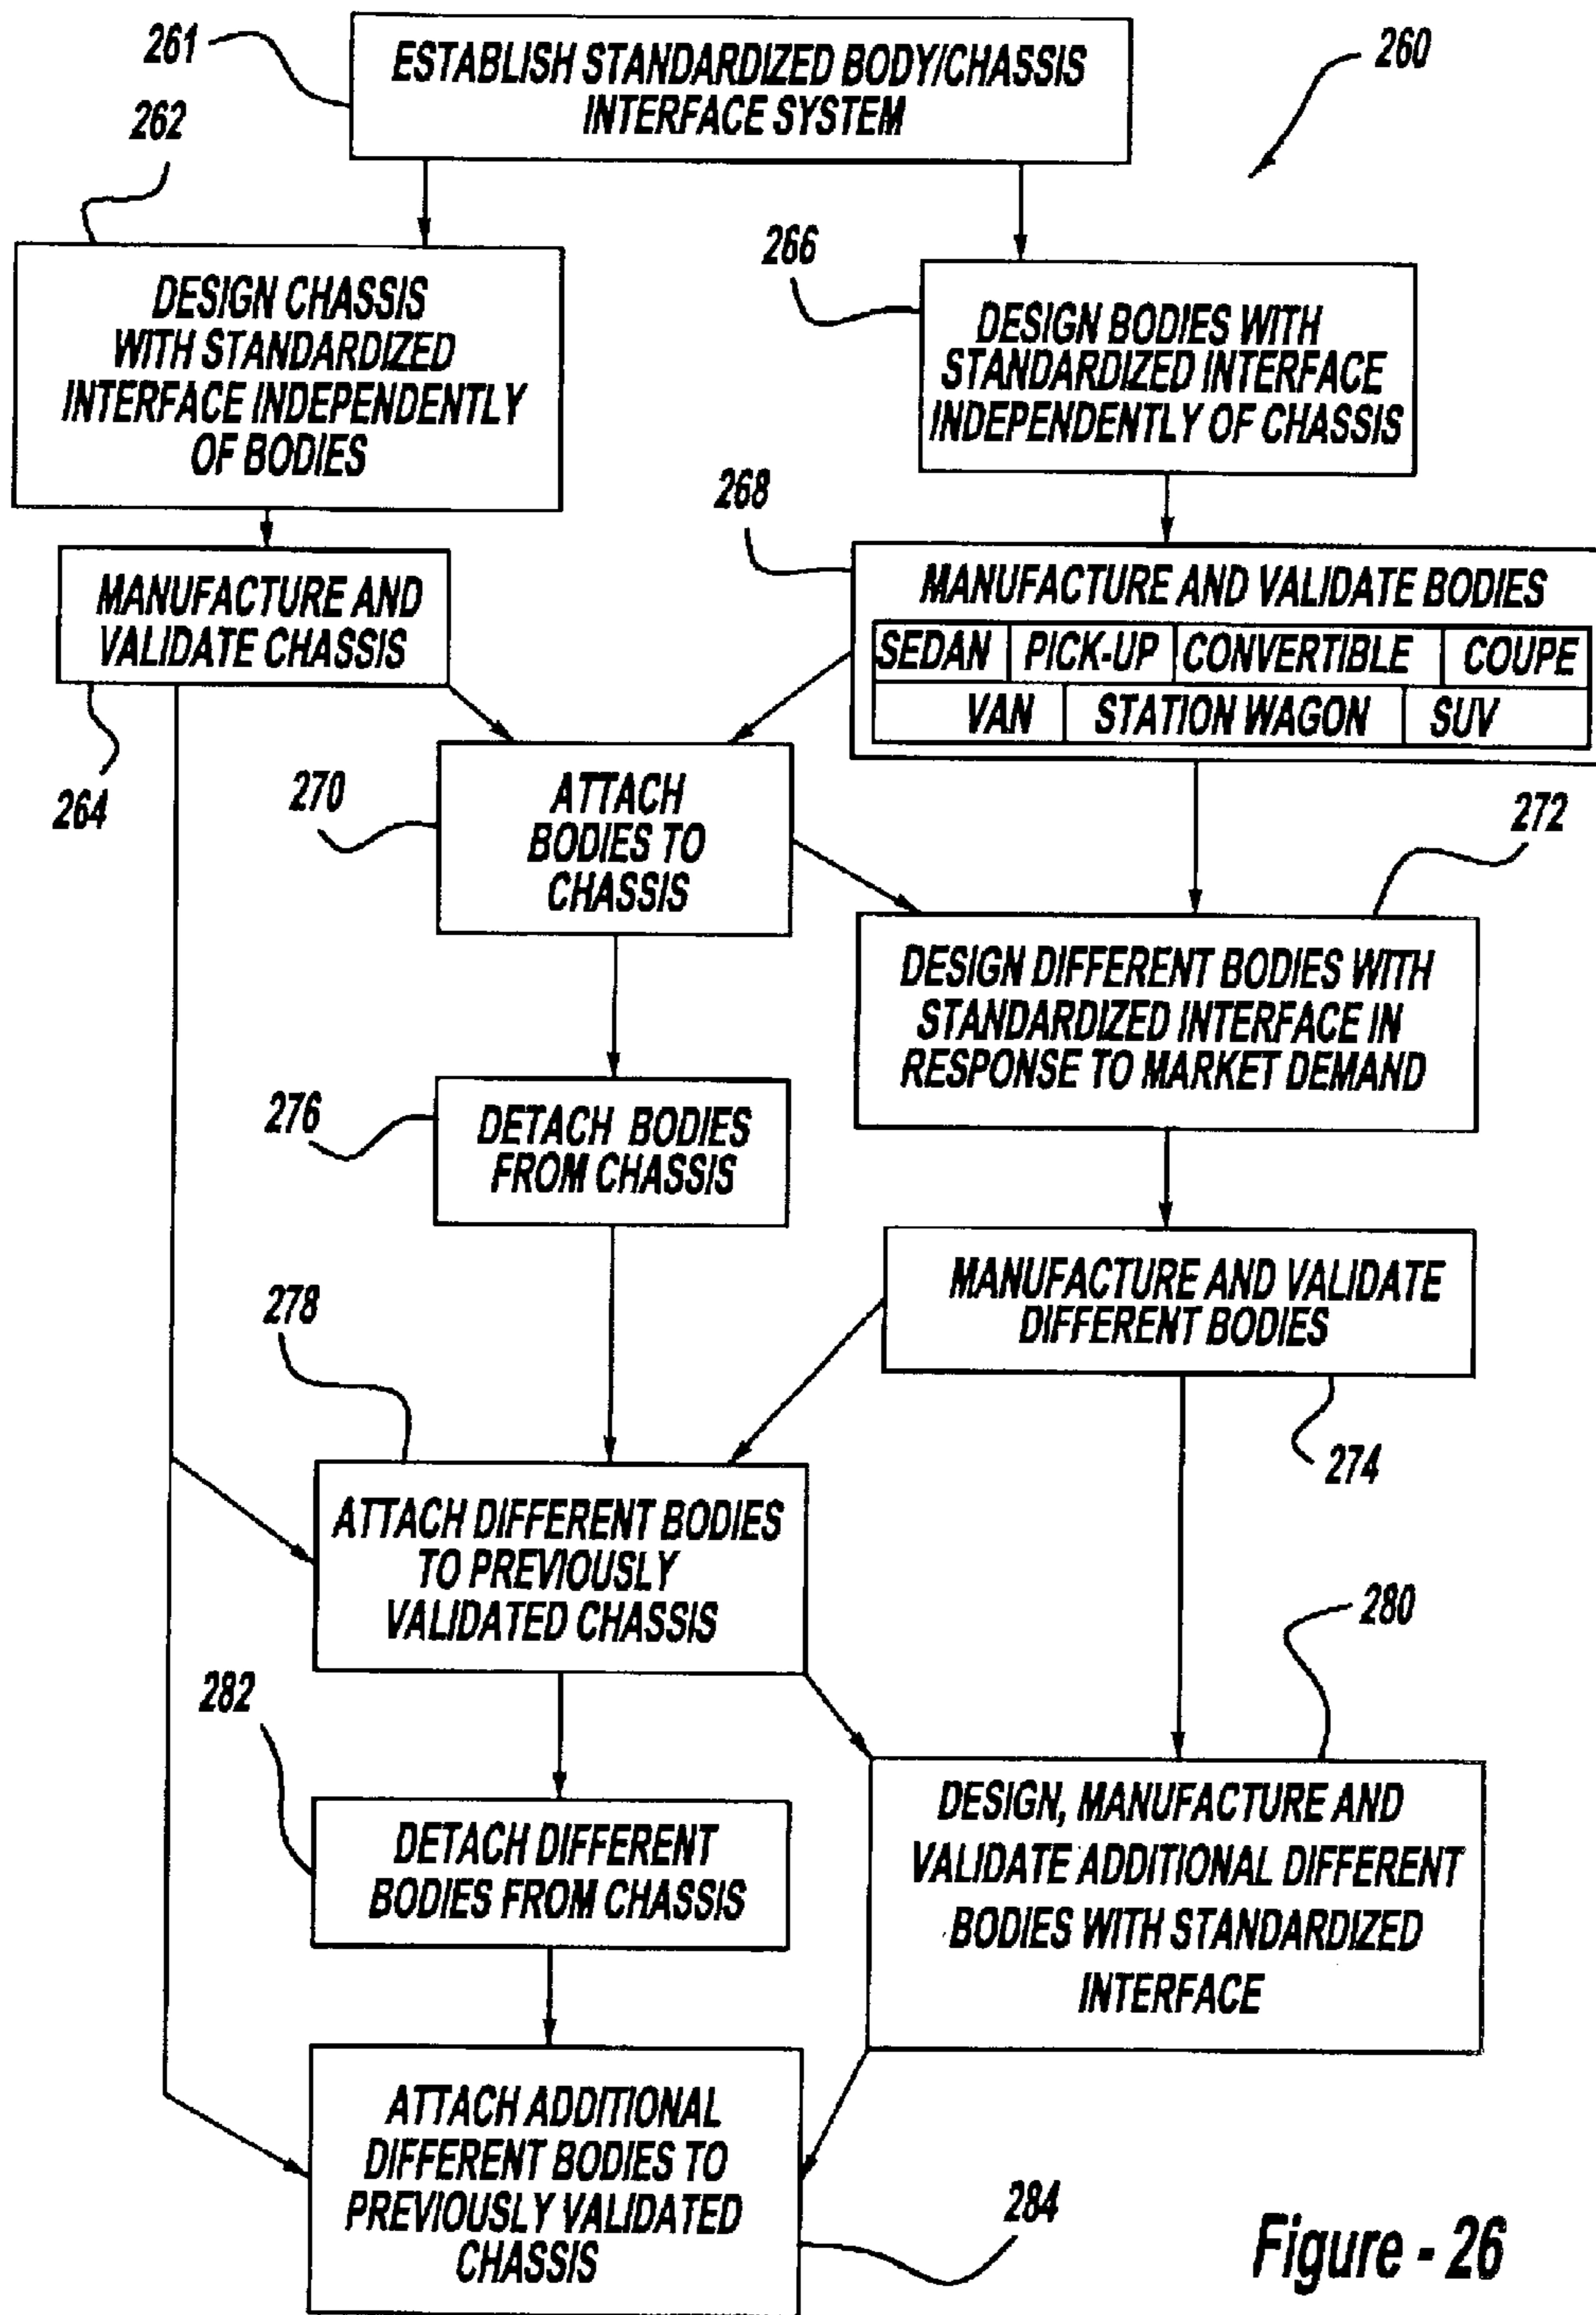 261
ESTABLISH STANDARDIZED BODY/CHASSIS
INTERFACE SYSTEM
260
262
DESIGN CHASSIS
WITH STANDARDIZED
INTERFACE INDEPENDENTLY
OF BODIES
266
DESIGN BODIES WITH
STANDARDIZED INTERFACE
INDEPENDENTLY OF CHASSIS
MANUFACTURE AND
VALIDATE CHASSIS
264
268
MANUFACTURE AND VALIDATE BODIES
SEDAN PICK-UP CONVERTIBLE COUPE
VAN STATION WAGON SUV
270
ATTACH
BODIES TO
CHASSIS
272
DESIGN DIFFERENT BODIES WITH
STANDARDIZED INTERFACE IN
RESPONSE TO MARKET DEMAND
276
DETACH BODIES
FROM CHASSIS
MANUFACTURE AND VALIDATE
DIFFERENT BODIES
274
278
ATTACH DIFFERENT BODIES
TO PREVIOUSLY
VALIDATED CHASSIS
280
DESIGN, MANUFACTURE AND
VALIDATE ADDITIONAL DIFFERENT
BODIES WITH STANDARDIZED
INTERFACE
282
DETACH DIFFERENT
BODIES FROM CHASSIS
ATTACH ADDITIONAL
DIFFERENT BODIES TO
PREVIOUSLY VALIDATED
CHASSIS
284
Figure - 26